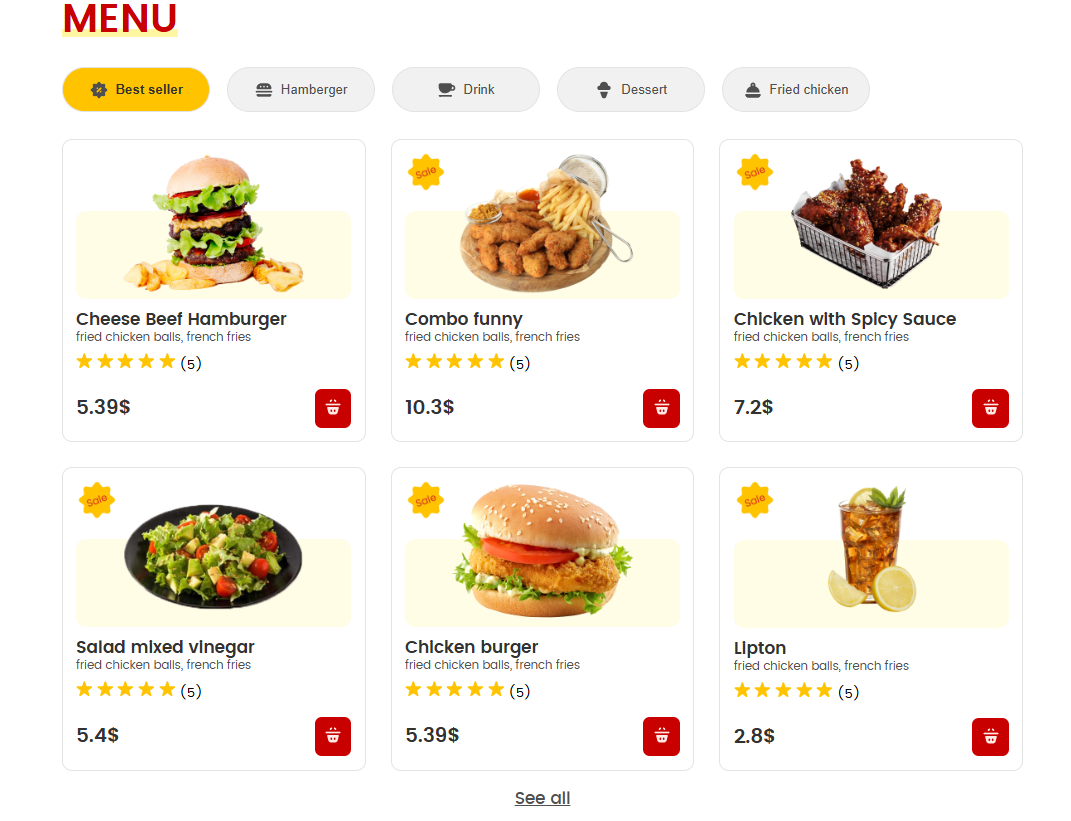 MENU
Best seller
Hamberger
Drink
Dessert
Fried chicken
Cheese Beef Hamburger
fried chicken balls, french fries
(5)
5.39$
Sale
Combo funny
fried chicken balls, french fries
(5)
10.3$
Sale
Chicken with Spicy Sauce
fried chicken balls, french fries
(5)
7.2$
Sale
Salad mixed vinegar
fried chicken balls, french fries
(5)
5.4$
Sale
Chicken burger
fried chicken balls, french fries
(5)
5.39$
Sale
Lipton
fried chicken balls, french fries
(5)
2.8$
See all